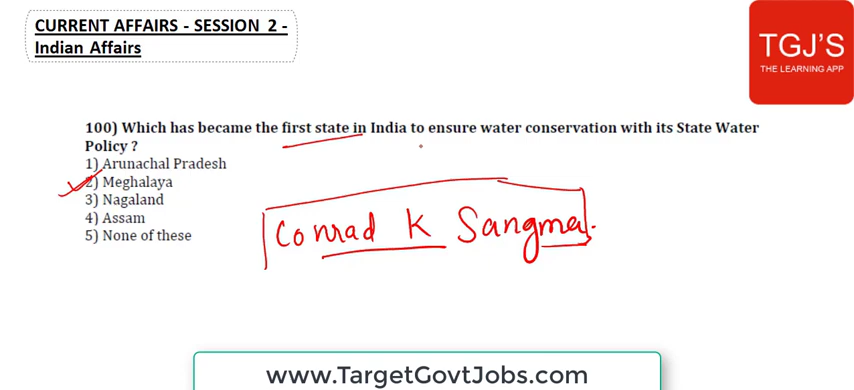 CURRENT AFFAIRS - SESSION 2 -
Indian Affairs
TGJ'S
THE LEARNING APP
100) Which has became the first state in India to ensure water conservation with its State Water
Policy ?
1) Arunachal Pradesh
2) Meghalaya
3) Nagaland
4) Assam
5) None of these
Conrad K Sangma.
www.TargetGovtJobs.com